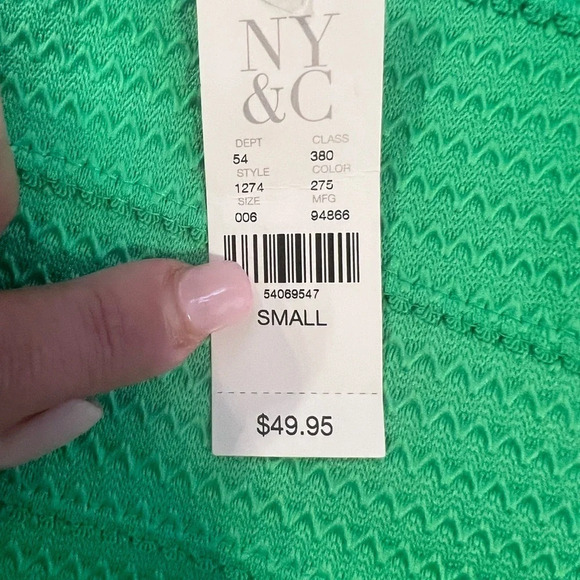 NY
&C
DEPT CLASS
54 380
STYLE COLOR
1274 275
SIZE MFG
006 94866
54069547
SMALL
$49.95